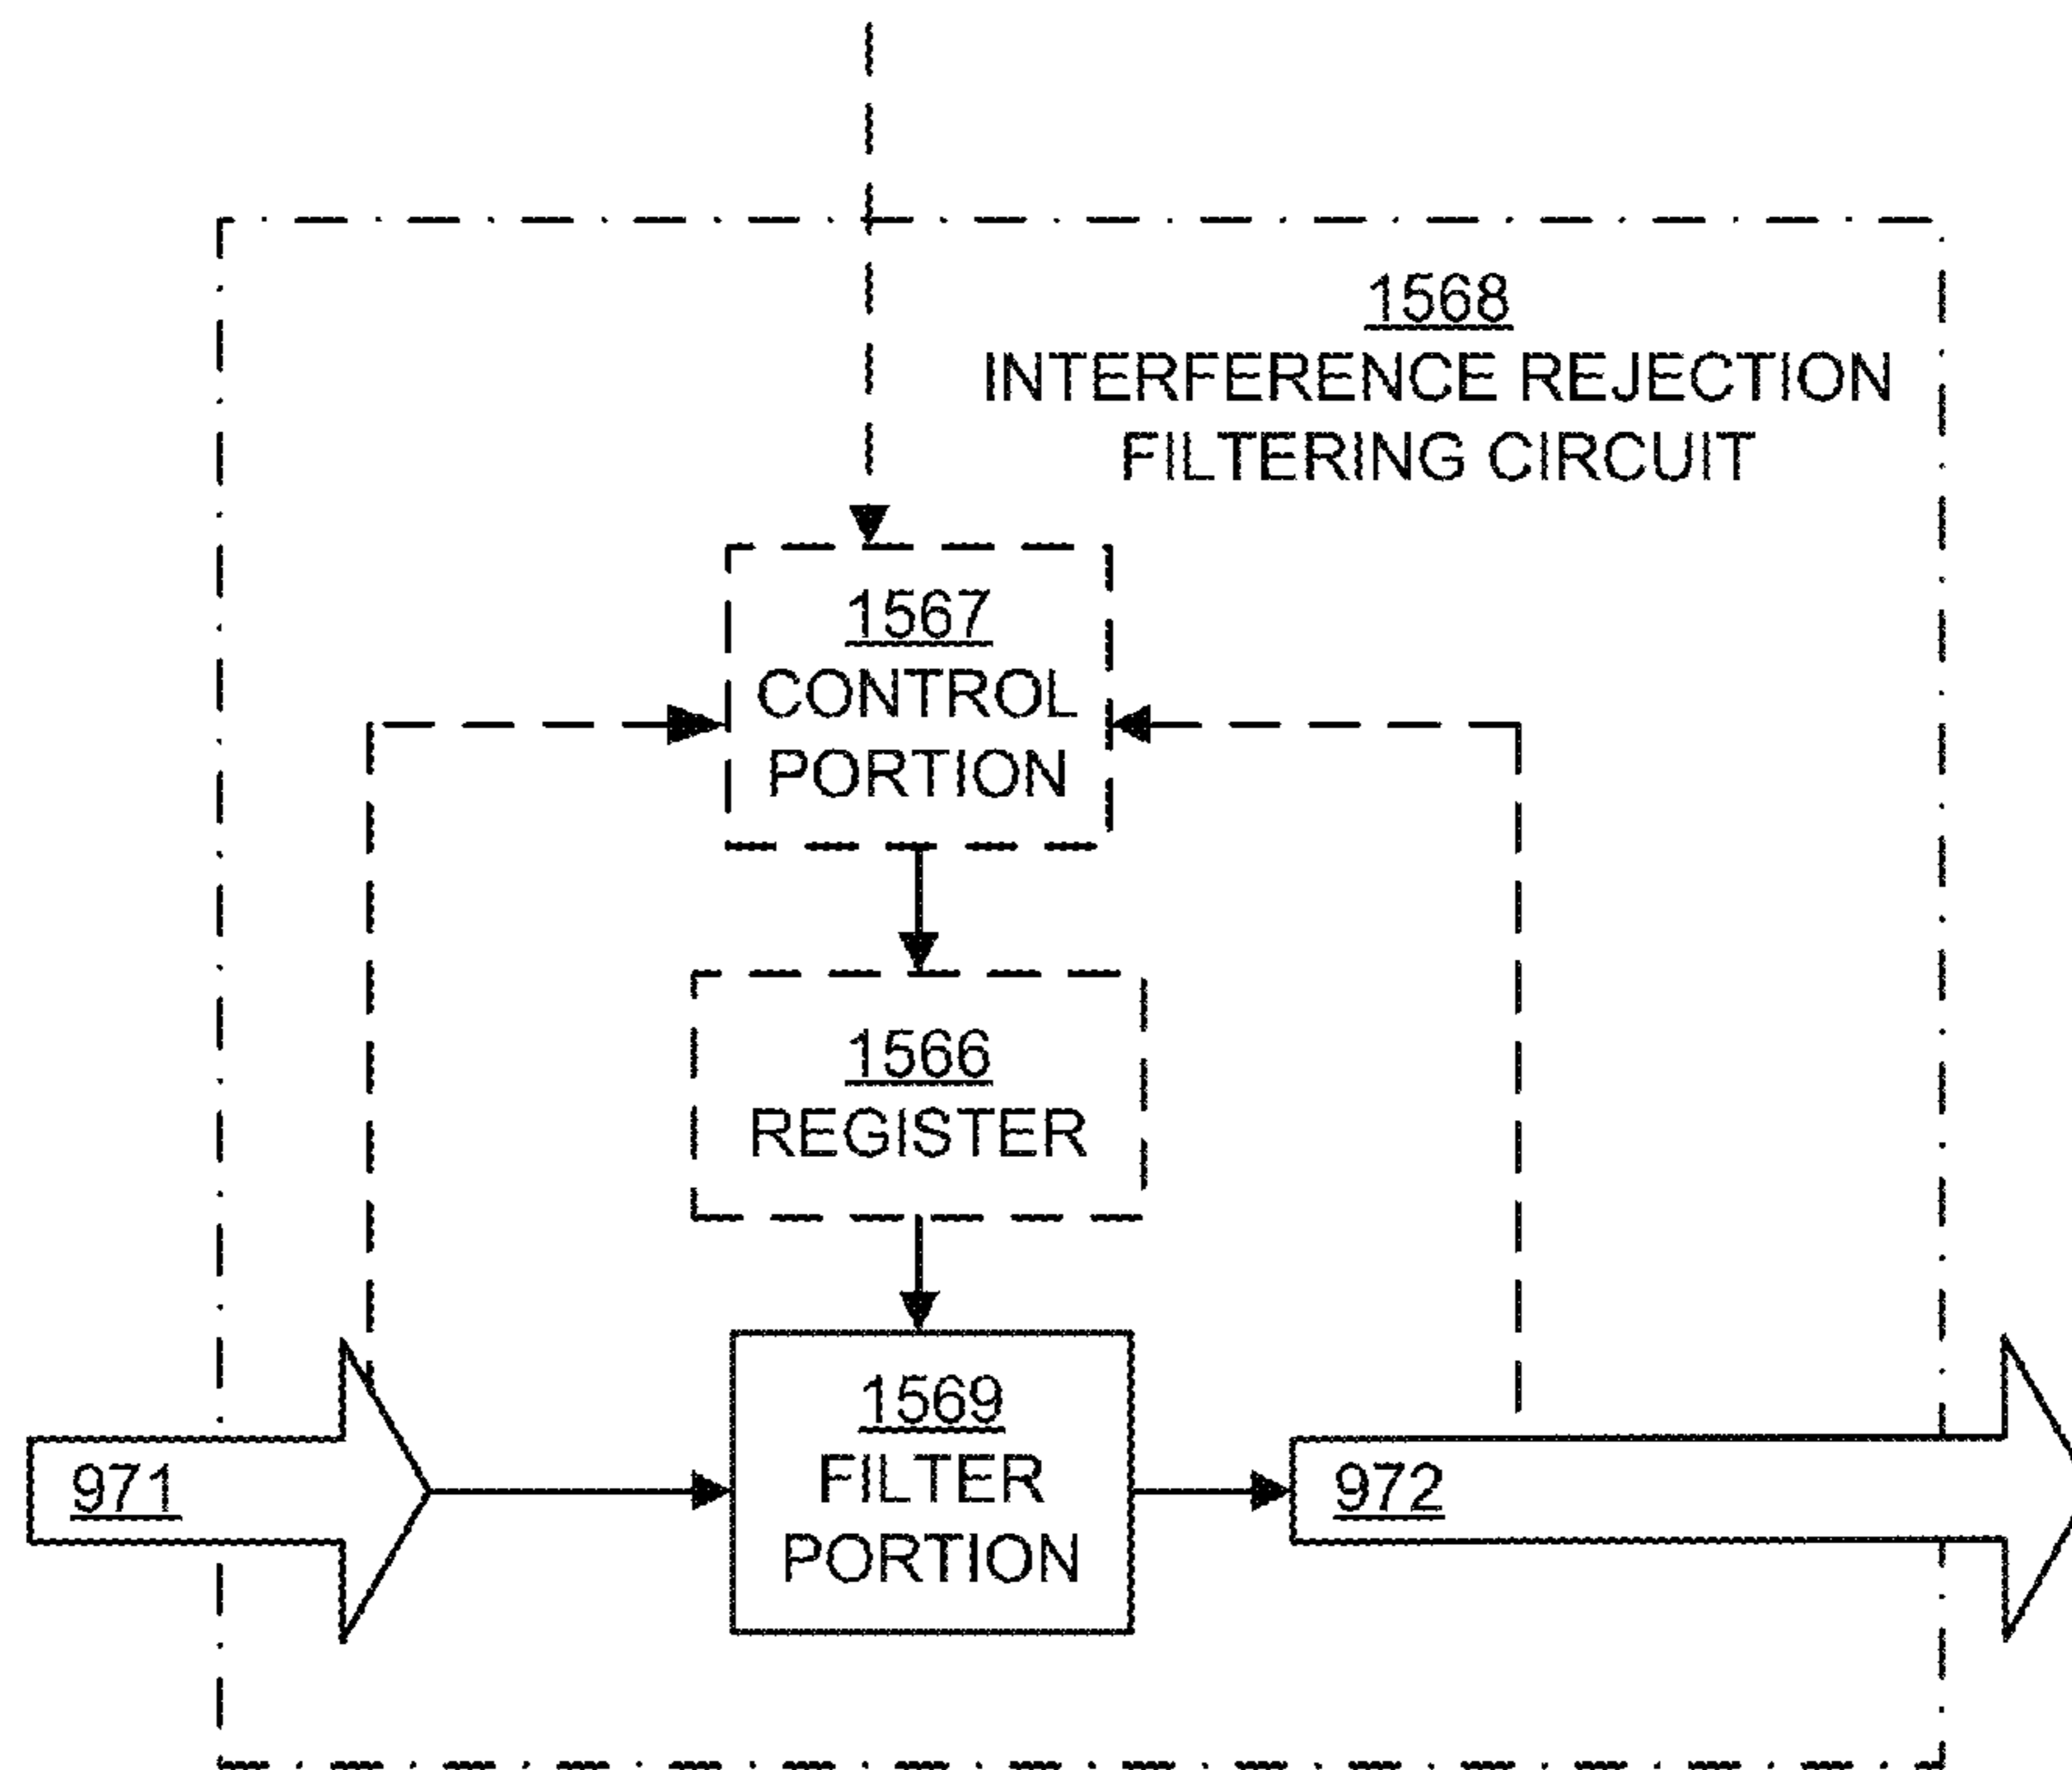 1568
INTERFERENCE REJECTION
FILTERING CIRCUIT
1567
CONTROL
PORTION
1566
REGISTER
971
1569
FILTER
PORTION
972